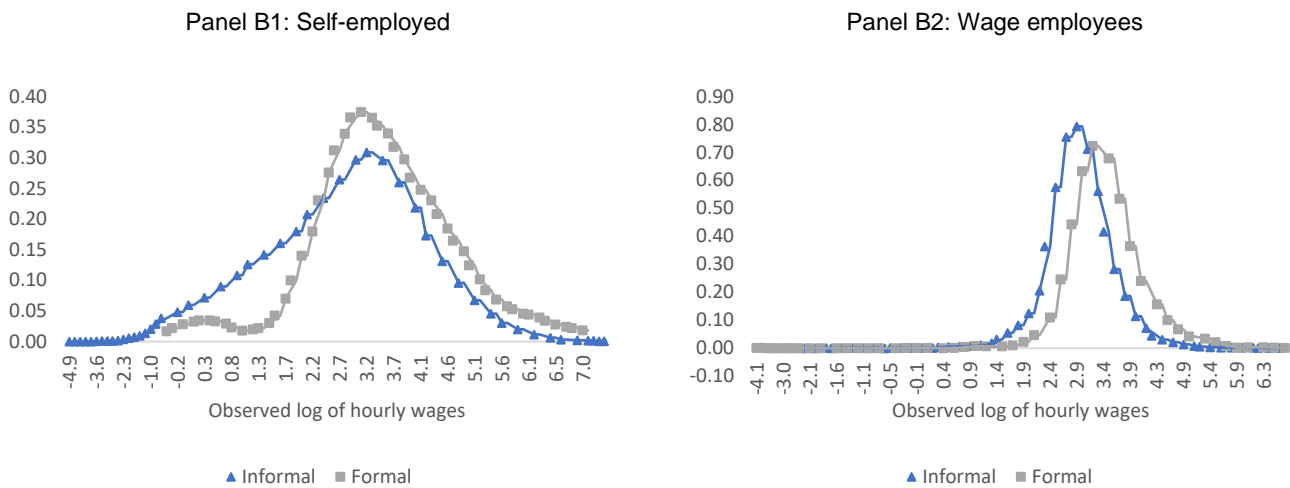 Panel B1: Self-employed
0.40
0.35
0.30
0.25
0.20
0.15
0.10
0.05
0.00
-4.9 -3.6 -2.3 -1.0 -0.2 0.3 0.8 1.3 1.7 2.2 2.7 3.2 3.7 4.1 4.6 5.1 5.6 6.1 6.5 7.0
Observed log of hourly wages
Informal Formal
Panel B2: Wage employees
0.90
0.80
0.70
0.60
0.50
0.40
0.30
0.20
0.10
0.00
-0.10
-4.1 -3.0 -2.1 -1.6 -1.1 -0.5 -0.1 0.4 0.9 1.4 1.9 2.4 2.9 3.4 3.9 4.3 4.9 5.4 5.9 6.3
Observed log of hourly wages
Informal Formal